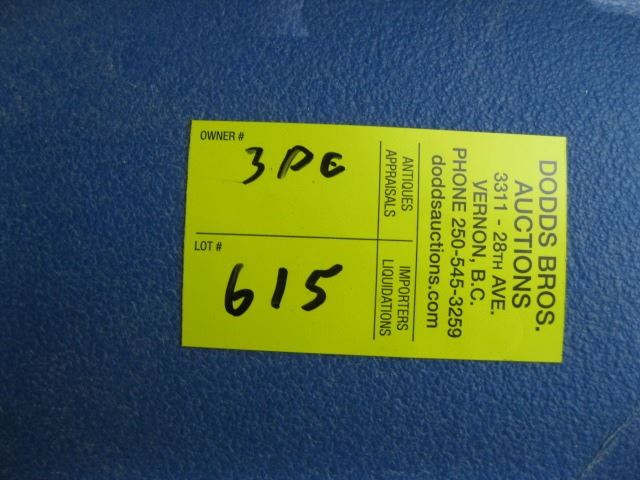 OWNER #
3DE
LOT #
615
ANTIQUES
APPRAISALS
IMPORTERS
LIQUIDATIONS
DODDS BROS.
AUCTIONS
3311 - 28TH AVE.
VERNON, B.C.
PHONE 250-545-3259
doddsauctions.com